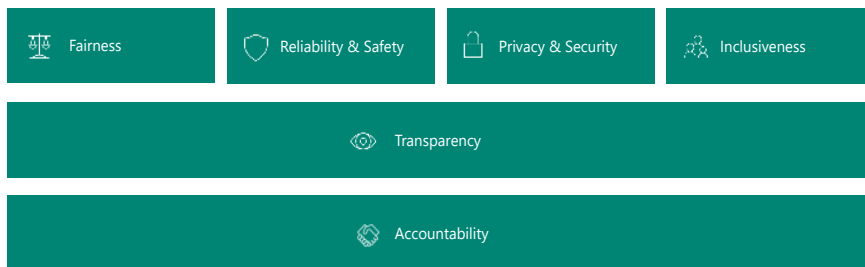 Fairness
Reliability & Safety
Privacy & Security
Inclusiveness
Transparency
Accountability